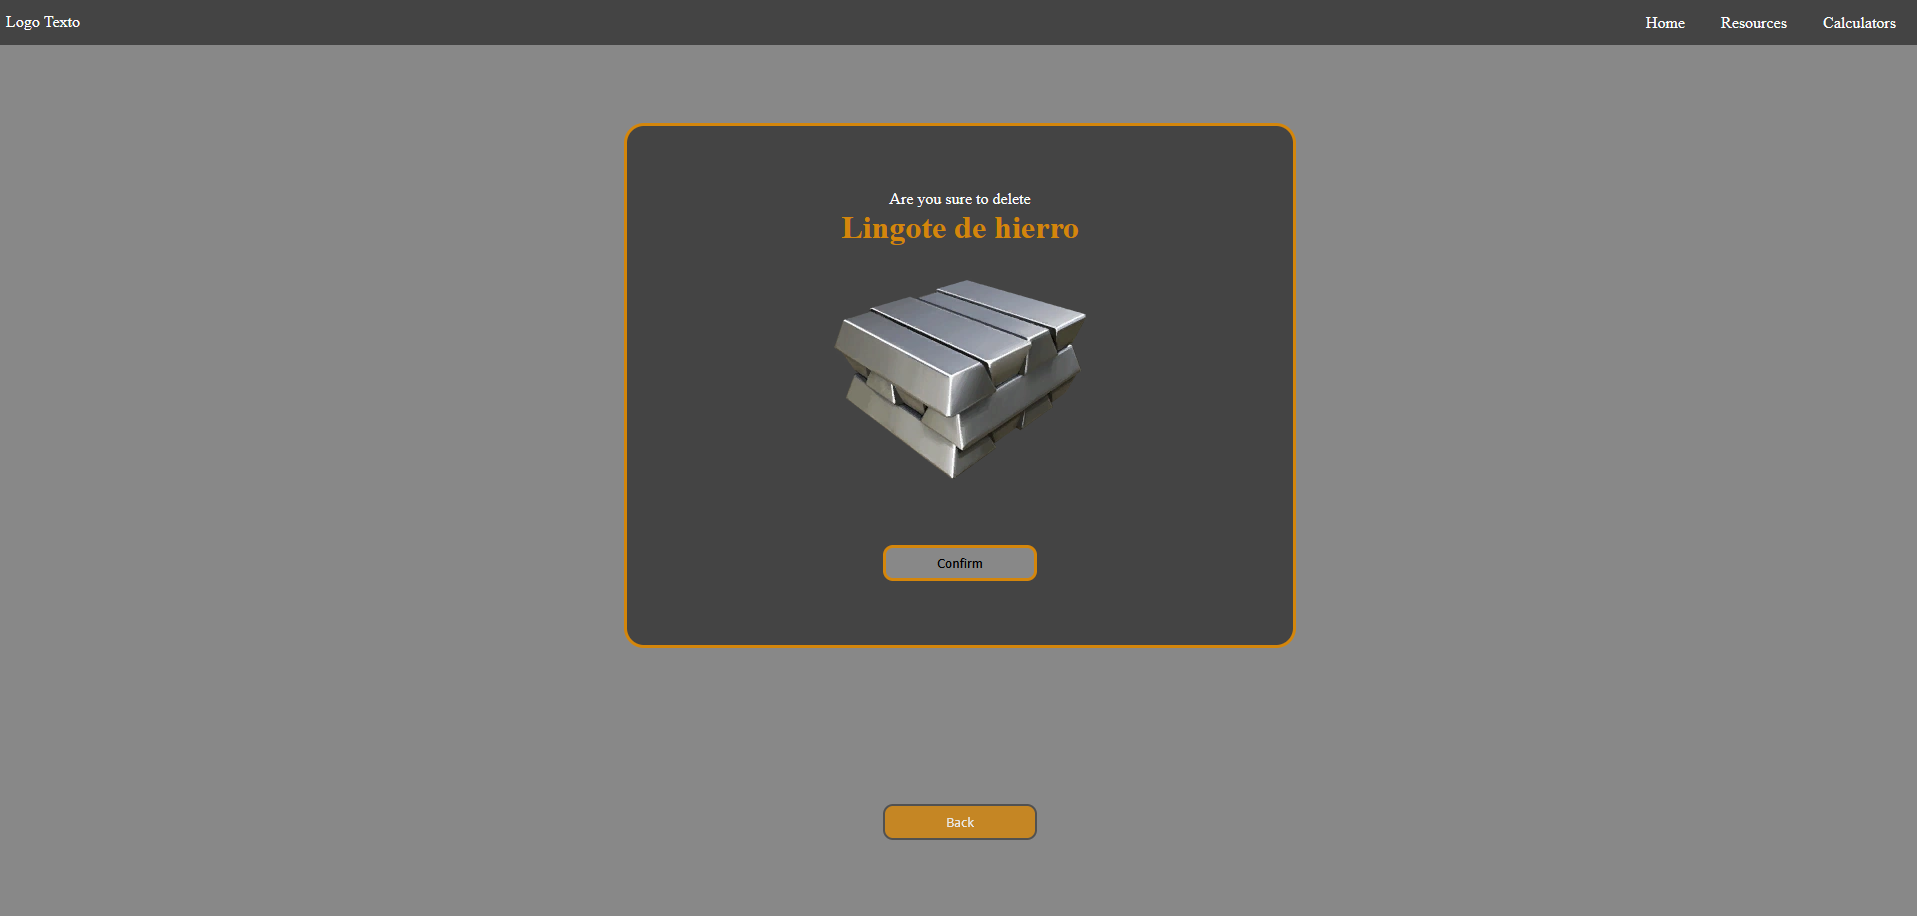 Logo Texto
Home Resources Calculators
Are you sure to delete
Lingote de hierro
Confirm
Back